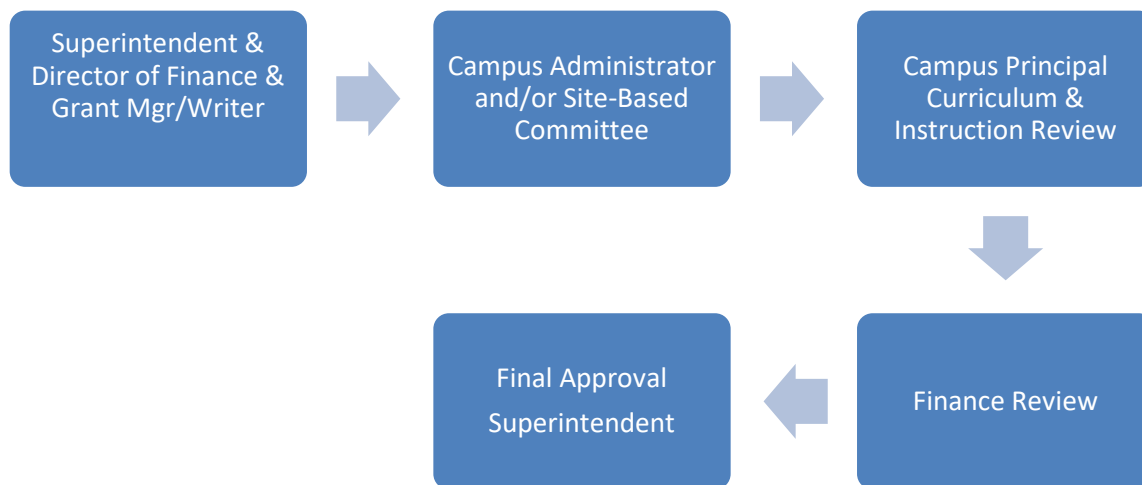 Superintendent &
Director of Finance &
Grant Mgr/Writer
Campus Administrator
and/or Site-Based
Committee
Campus Principal
Curriculum &
Instruction Review
Finance Review
Final Approval
Superintendent